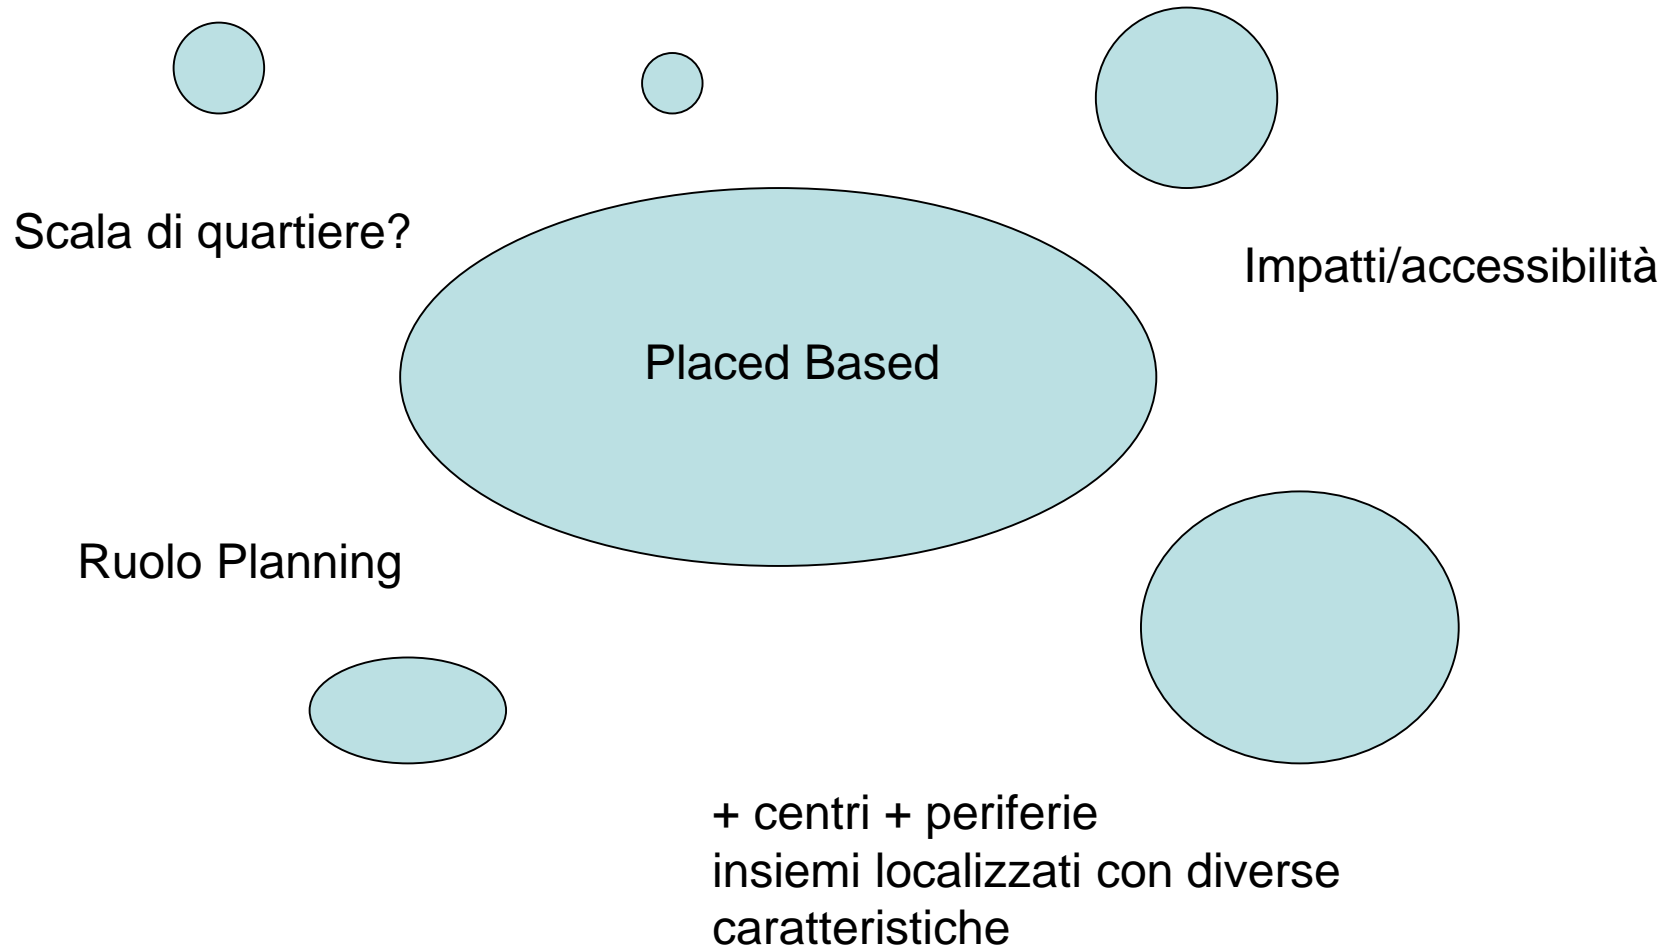 Scala di quartiere?
Impatti/accessibilità
Placed Based
Ruolo Planning
+ centri + periferie
insiemi localizzati con diverse
caratteristiche